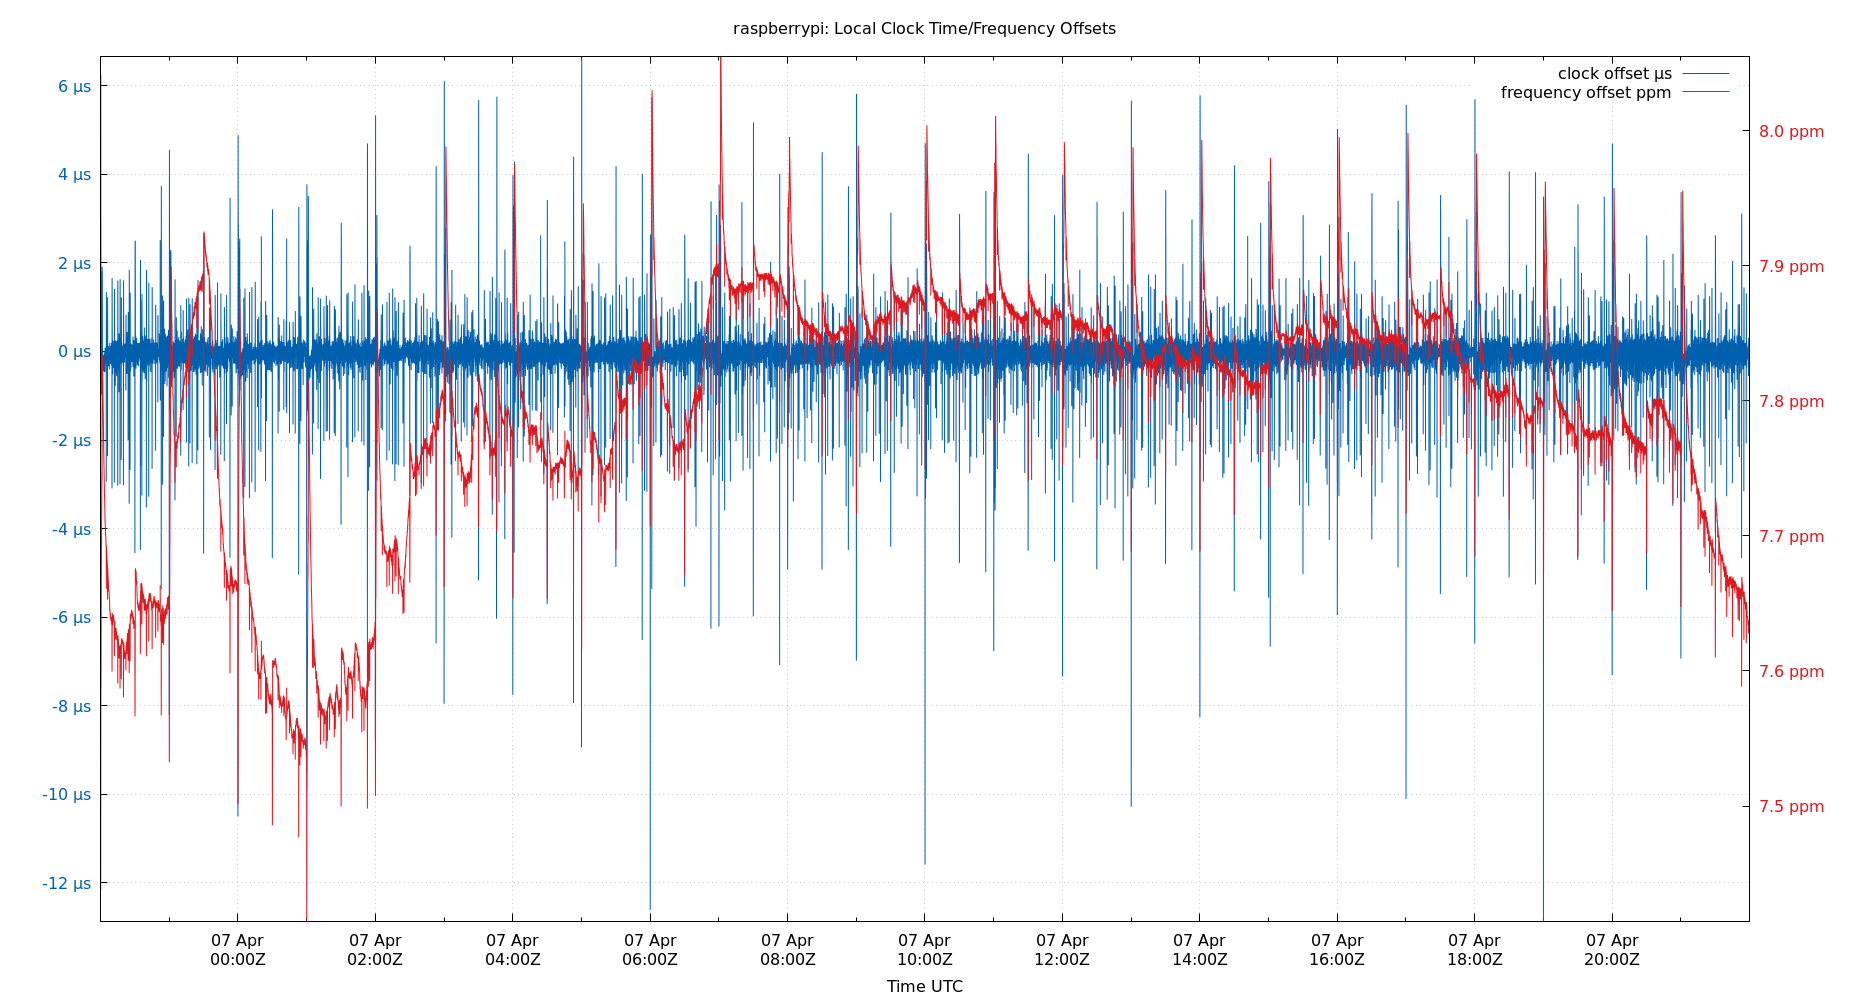 raspberrypi: Local Clock Time/Frequency Offsets
clock offset µs
frequency offset ppm
6 µs
4 µs
2 µs
0 µs
-2 µs
-4 µs
-6 µs
-8 µs
-10 µs
-12 µs
8.0 ppm
7.9 ppm
7.8 ppm
7.7 ppm
7.6 ppm
7.5 ppm
07 Apr 07 Apr 07 Apr 07 Apr 07 Apr 07 Apr 07 Apr 07 Apr 07 Apr 07 Apr 07 Apr
00:00Z 02:00Z 04:00Z 06:00Z 08:00Z 10:00Z 12:00Z 14:00Z 16:00Z 18:00Z 20:00Z
Time UTC